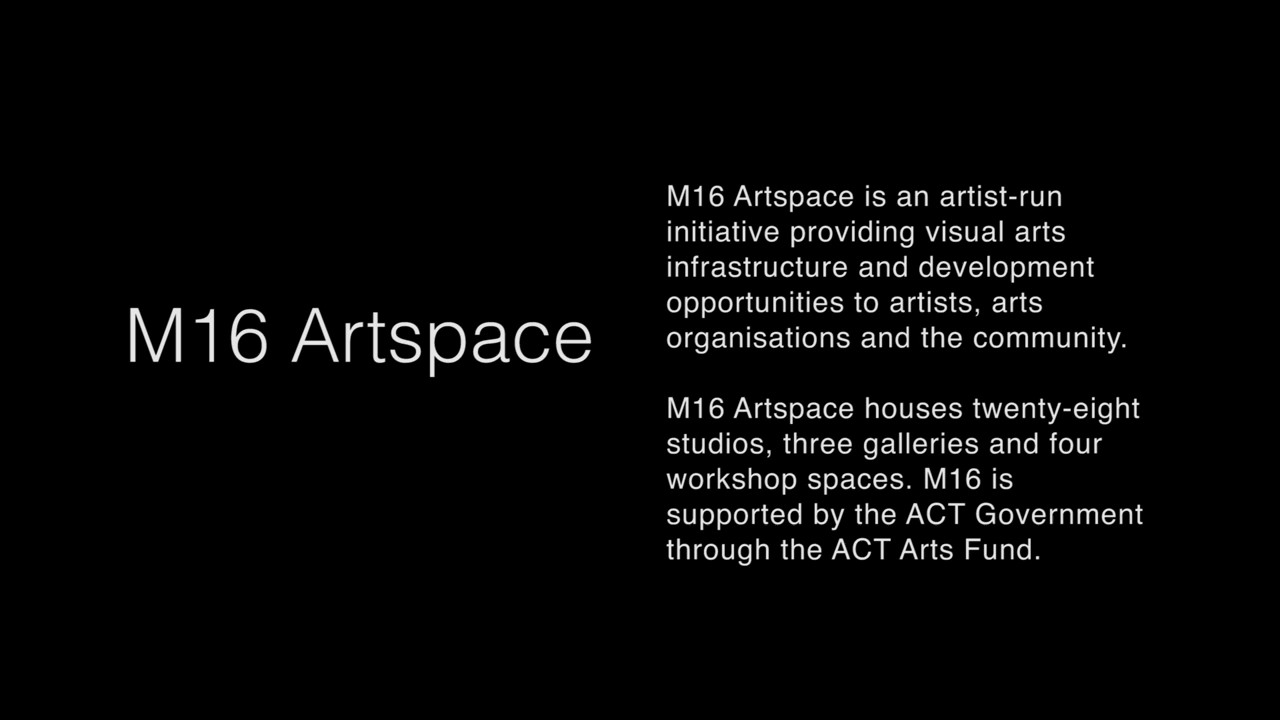 M16 Artspace
M16 Artspace is an artist-run
initiative providing visual arts
infrastructure and development
opportunities to artists, arts
organisations and the community.
M16 Artspace houses twenty-eight
studios, three galleries and four
workshop spaces. M16 is
supported by the ACT Government
through the ACT Arts Fund.